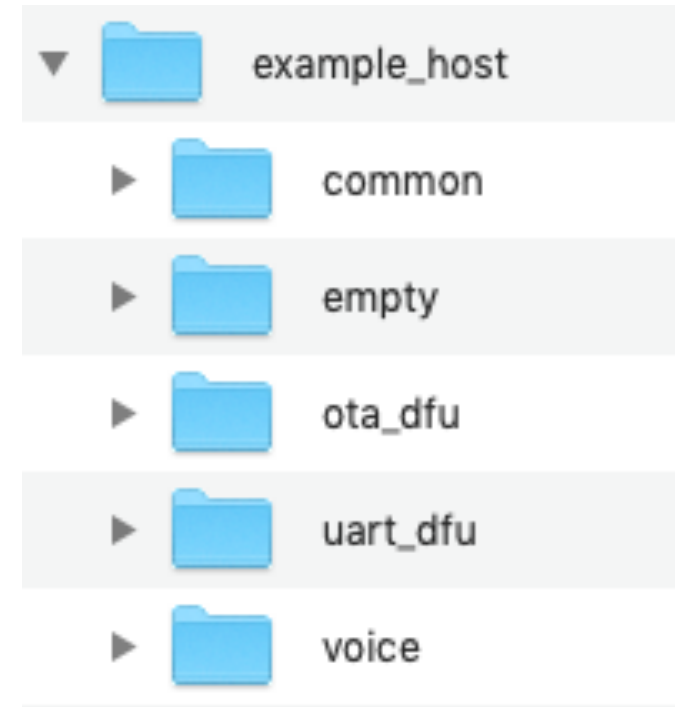 example_host
common
empty
ota_dfu
uart_dfu
voice